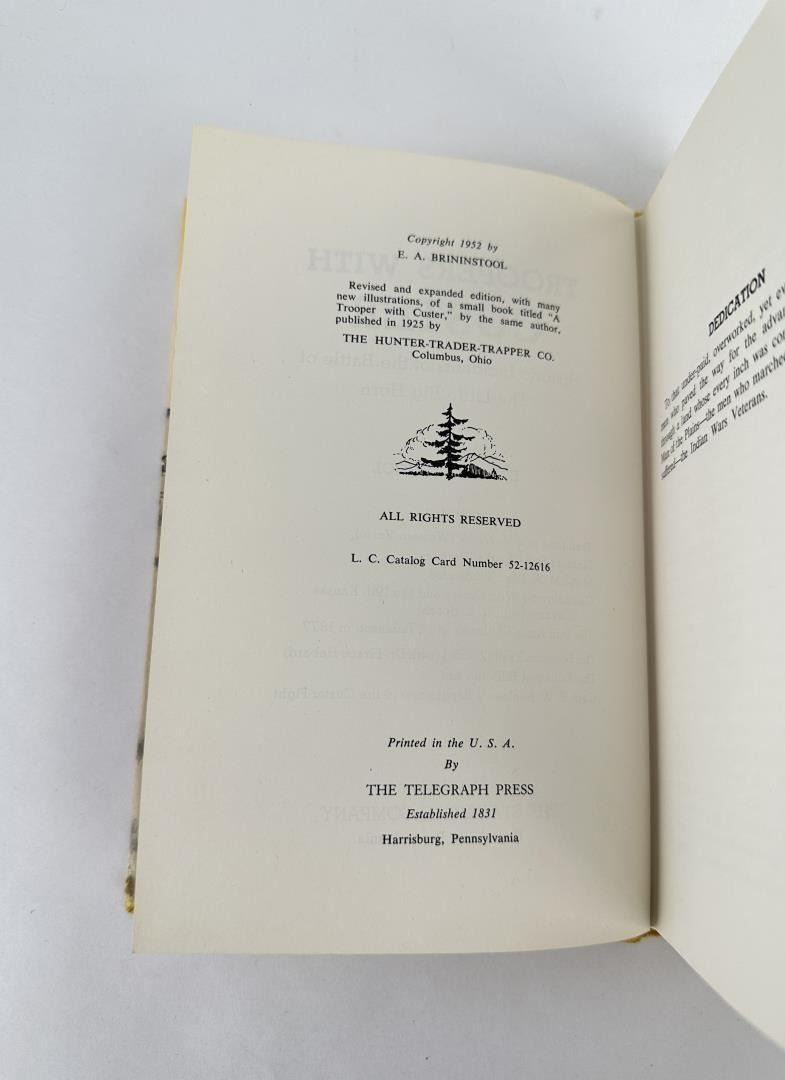 Copyright 1952 by
E. A. BRININSTOOL
Revised and expanded edition, with many
new illustrations, of a small book titled "A
Trooper with Custer," by the same author,
published in 1925 by
THE HUNTER-TRADER-TRAPPER CO.
Columbus, Ohio
ALL RIGHTS RESERVED
L. C. Catalog Card Number 52-12616
Printed in the U. S. A.
By
THE TELEGRAPH PRESS
Established 1831
Harrisburg, Pennsylvania
DEDICATION
To that under-paid, overworked, yet
men who paved the way for the
through a land whose every inch was
Man of the Plains—the men who marched
suffered—the Indian Wars Veterans.